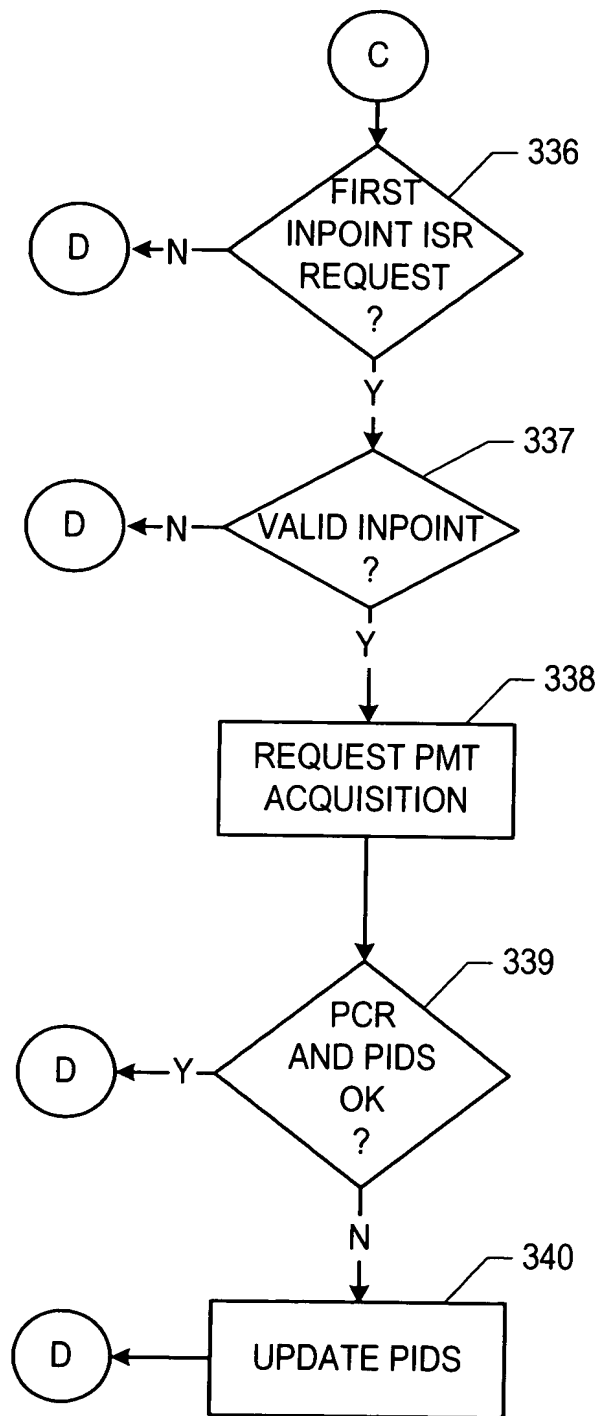 C
336
FIRST
INPOINT ISR
REQUEST
?
D
N
Y
337
VALID INPOINT
?
D
N
Y
338
REQUEST PMT
ACQUISITION
339
PCR
AND PIDS
OK
?
D
Y
N
340
UPDATE PIDS
D